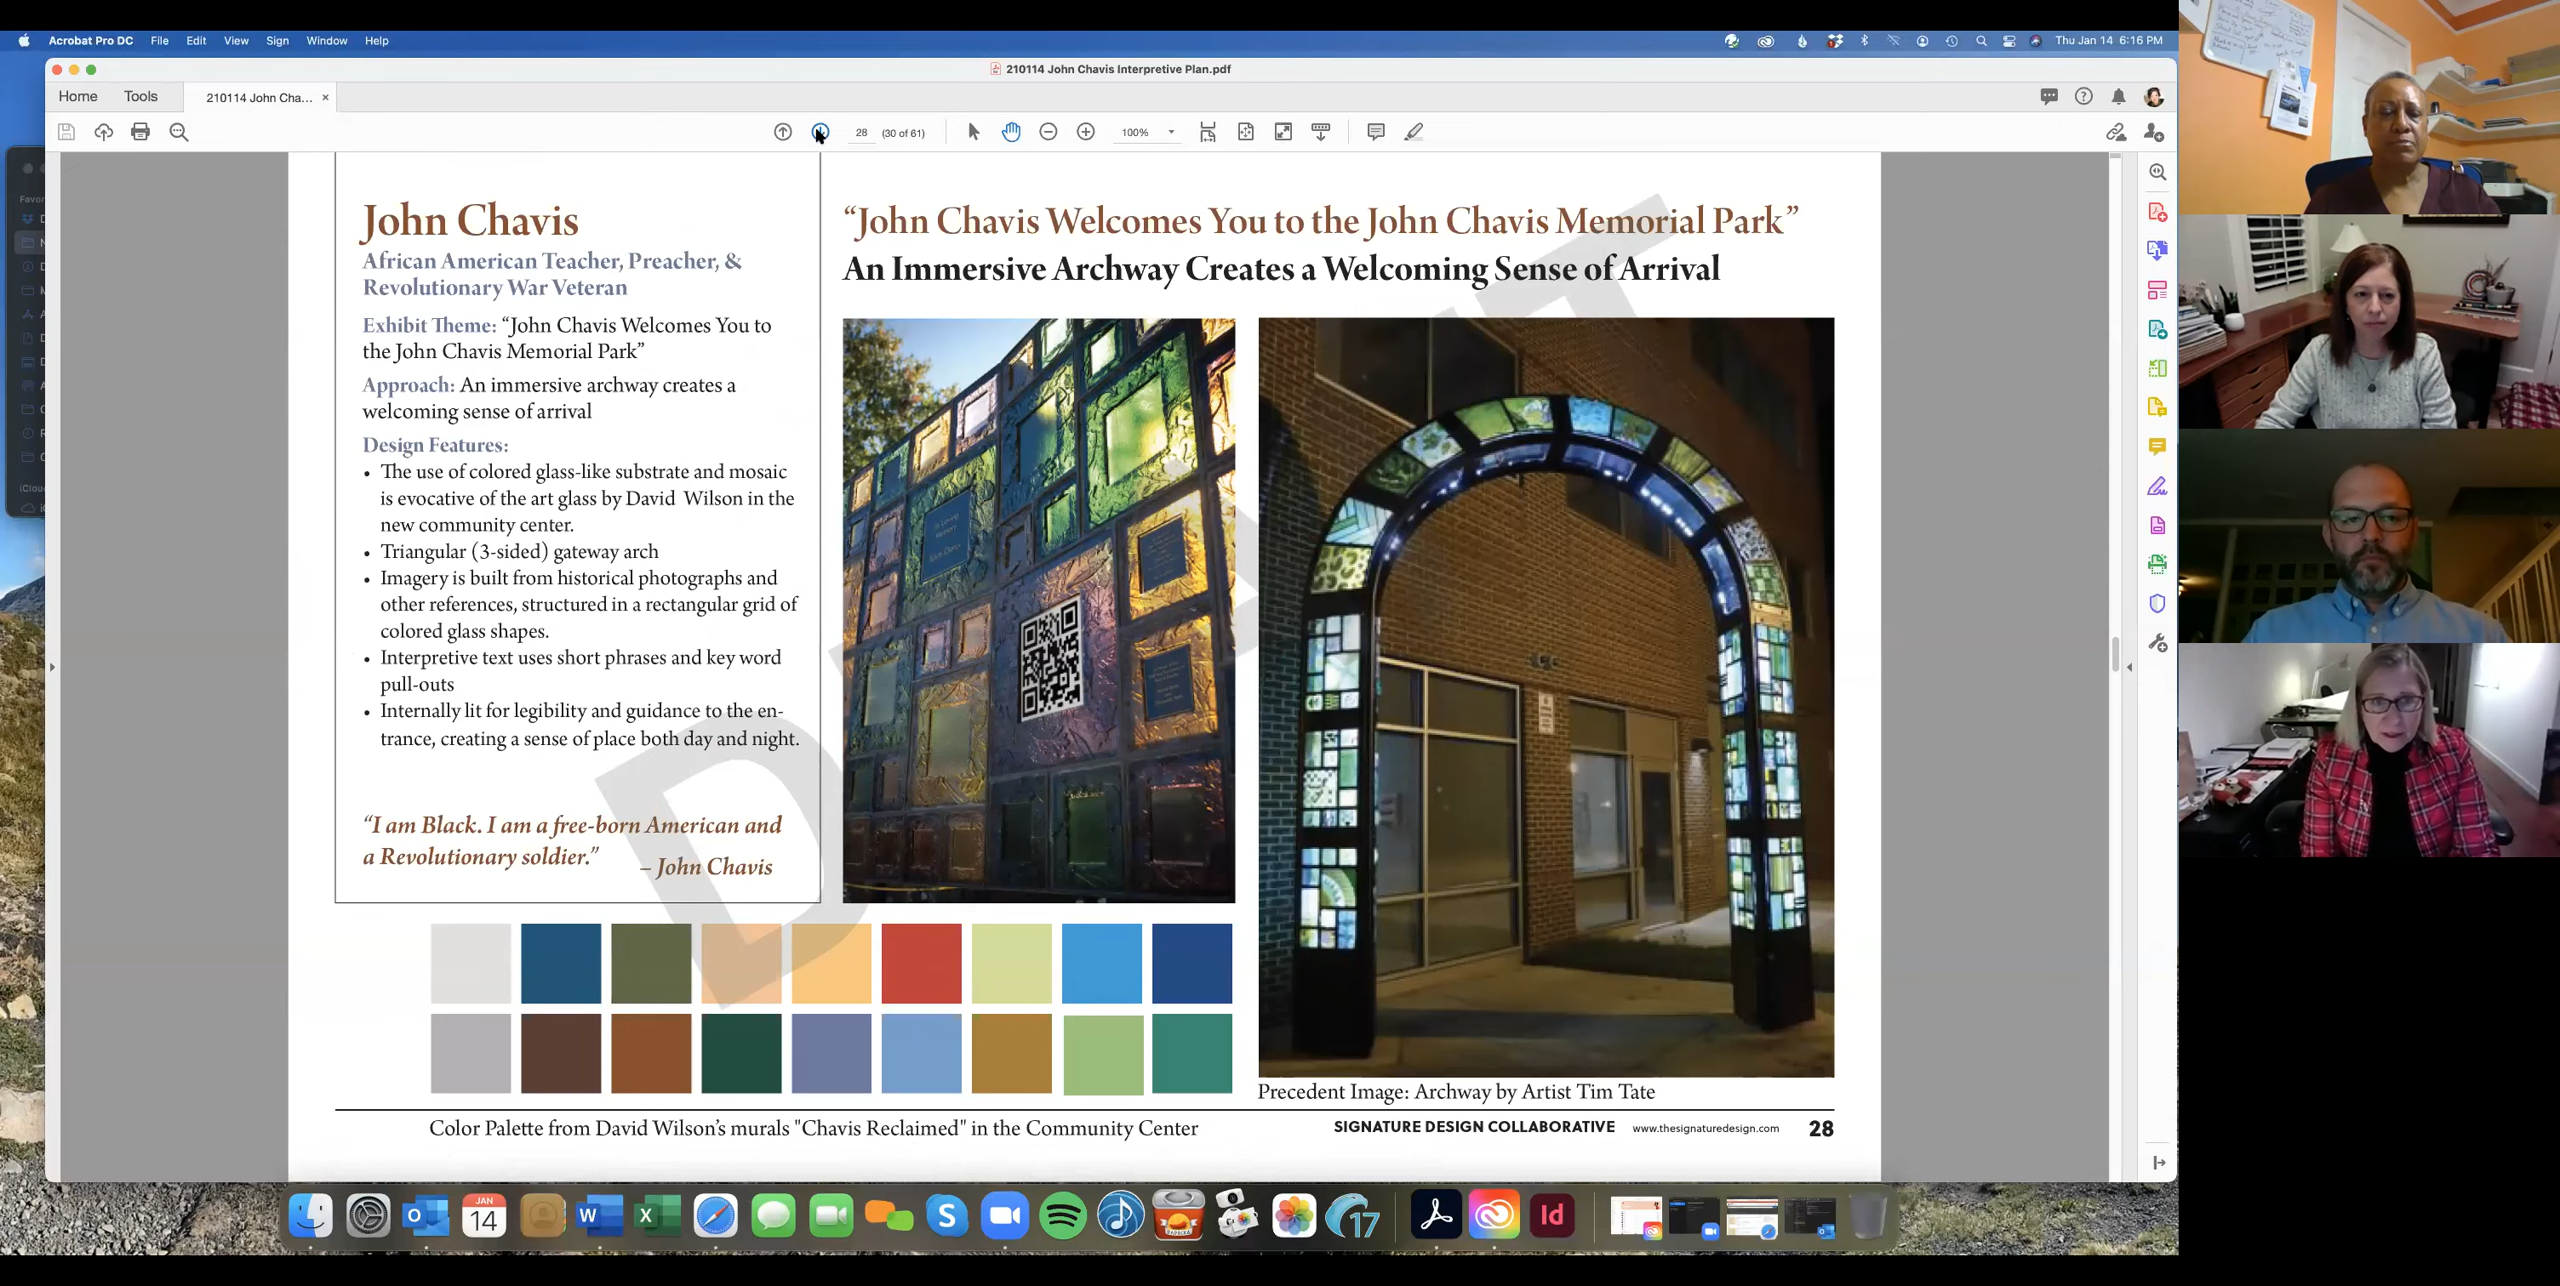 Acrobat Pro DC File Edit View Sign Window Help
Thu Jan 14 6:16 PM
210114 John Chavis Interpretive Plan.pdf
Home Tools 210114 John Cha... ×
28 (30 of 61) 100%
Favor
iClou
John Chavis
African American Teacher, Preacher, &
Revolutionary War Veteran
Exhibit Theme: “John Chavis Welcomes You to
the John Chavis Memorial Park”
Approach: An immersive archway creates a
welcoming sense of arrival
Design Features:
• The use of colored glass-like substrate and mosaic
is evocative of the art glass by David Wilson in the
new community center.
• Triangular (3-sided) gateway arch
• Imagery is built from historical photographs and
other references, structured in a rectangular grid of
colored glass shapes.
• Interpretive text uses short phrases and key word
pull-outs
• Internally lit for legibility and guidance to the en-
trance, creating a sense of place both day and night.
“I am Black. I am a free-born American and
a Revolutionary soldier.”
– John Chavis
“John Chavis Welcomes You to the John Chavis Memorial Park”
An Immersive Archway Creates a Welcoming Sense of Arrival
DRAFT
Precedent Image: Archway by Artist Tim Tate
Color Palette from David Wilson's murals "Chavis Reclaimed" in the Community Center
SIGNATURE DESIGN COLLABORATIVE www.thesignaturedesign.com 28
JAN
14
17
Id